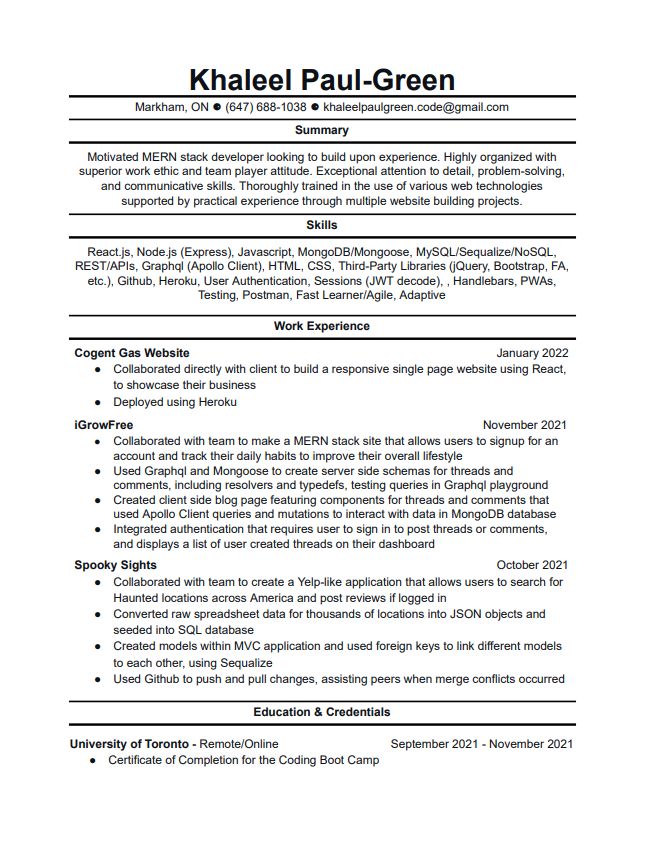 Khaleel Paul-Green
Markham, ON ● (647) 688-1038 ● khaleelpaulgreen.code@gmail.com
Summary
Motivated MERN stack developer looking to build upon experience. Highly organized with
superior work ethic and team player attitude. Exceptional attention to detail, problem-solving,
and communicative skills. Thoroughly trained in the use of various web technologies
supported by practical experience through multiple website building projects.
Skills
React.js, Node.js (Express), Javascript, MongoDB/Mongoose, MySQL/Sequalize/NoSQL,
REST/APIs, Graphql (Apollo Client), HTML, CSS, Third-Party Libraries (jQuery, Bootstrap, FA,
etc.), Github, Heroku, User Authentication, Sessions (JWT decode), , Handlebars, PWAs,
Testing, Postman, Fast Learner/Agile, Adaptive
Work Experience
Cogent Gas Website January 2022
● Collaborated directly with client to build a responsive single page website using React,
to showcase their business
● Deployed using Heroku
iGrowFree November 2021
● Collaborated with team to make a MERN stack site that allows users to signup for an
account and track their daily habits to improve their overall lifestyle
● Used Graphql and Mongoose to create server side schemas for threads and
comments, including resolvers and typedefs, testing queries in Graphql playground
● Created client side blog page featuring components for threads and comments that
used Apollo Client queries and mutations to interact with data in MongoDB database
● Integrated authentication that requires user to sign in to post threads or comments,
and displays a list of user created threads on their dashboard
Spooky Sights October 2021
● Collaborated with team to create a Yelp-like application that allows users to search for
Haunted locations across America and post reviews if logged in
● Converted raw spreadsheet data for thousands of locations into JSON objects and
seeded into SQL database
● Created models within MVC application and used foreign keys to link different models
to each other, using Sequalize
● Used Github to push and pull changes, assisting peers when merge conflicts occurred
Education & Credentials
University of Toronto - Remote/Online September 2021 - November 2021
● Certificate of Completion for the Coding Boot Camp